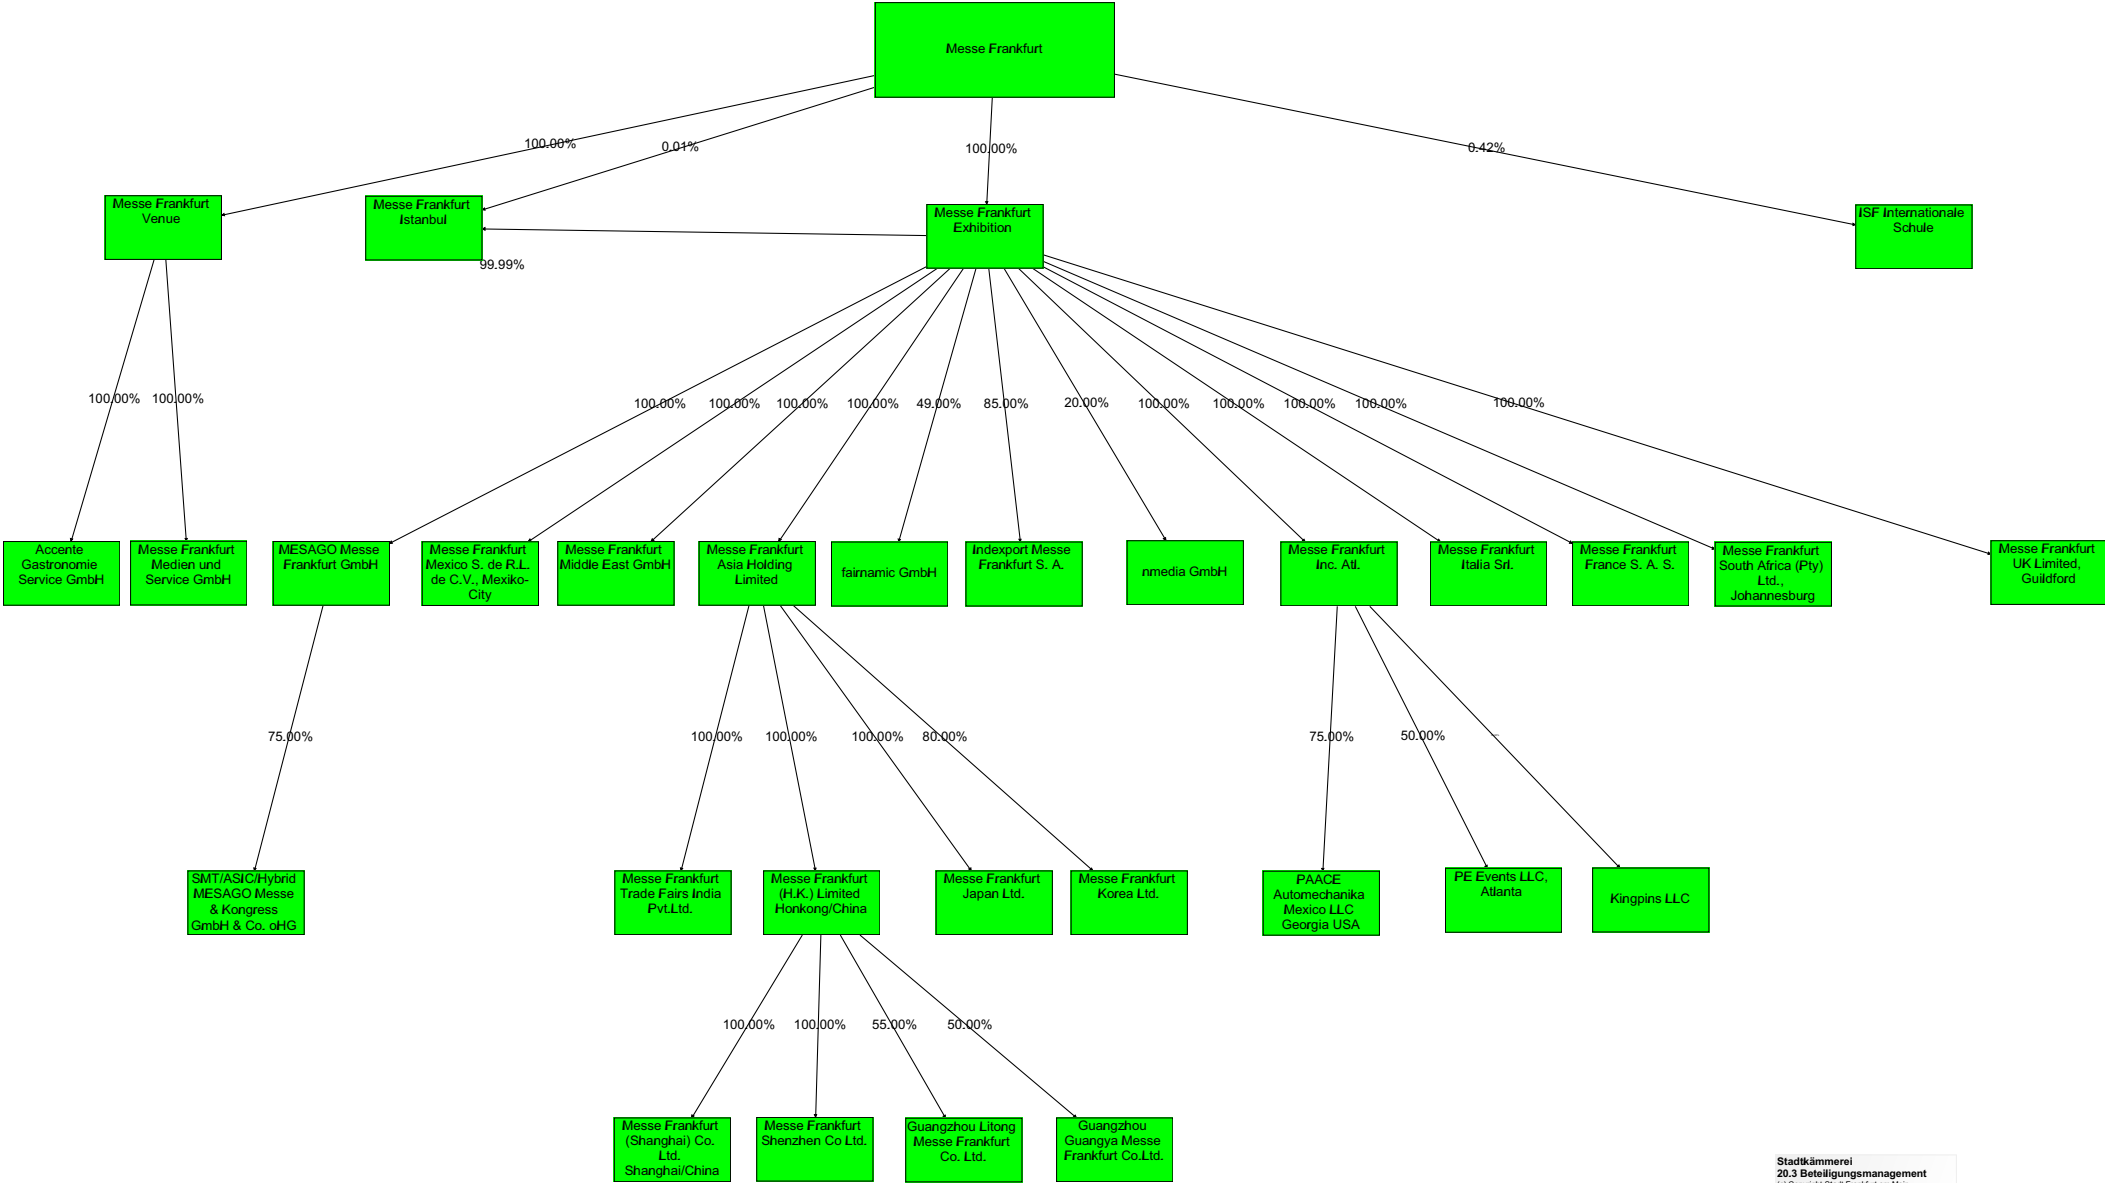 Messe Frankfurt
100.00%
0.01%
100.00%
0.42%
Messe Frankfurt
Venue
Messe Frankfurt
Istanbul
Messe Frankfurt
Exhibition
ISF Internationale
Schule
99.99%
100.00%
100.00%
100.00%
100.00%
100.00%
100.00%
49.00%
85.00%
20.00%
100.00%
100.00%
100.00%
100.00%
100.00%
Accente
Gastronomie
Service GmbH
Messe Frankfurt
Medien und
Service GmbH
MESAGO Messe
Frankfurt GmbH
Messe Frankfurt
Mexico S. de R.L.
de C.V., Mexiko-
City
Messe Frankfurt
Middle East GmbH
Messe Frankfurt
Asia Holding
Limited
fairnamic GmbH
Indexport Messe
Frankfurt S. A.
nmedia GmbH
Messe Frankfurt
Inc. Atl.
Messe Frankfurt
Italia Srl.
Messe Frankfurt
France S. A. S.
Messe Frankfurt
South Africa (Pty)
Ltd.,
Johannesburg
Messe Frankfurt
UK Limited,
Guildford
75.00%
100.00%
100.00%
100.00%
80.00%
75.00%
50.00%
SMT/ASIC/Hybrid
MESAGO Messe
& Kongress
GmbH & Co. oHG
Messe Frankfurt
Trade Fairs India
Pvt.Ltd.
Messe Frankfurt
(H.K.) Limited
Honkong/China
Messe Frankfurt
Japan Ltd.
Messe Frankfurt
Korea Ltd.
PAACE
Automechanika
Mexico LLC
Georgia USA
PE Events LLC,
Atlanta
Kingpins LLC
100.00%
100.00%
55.00%
50.00%
Messe Frankfurt
(Shanghai) Co.
Ltd.
Shanghai/China
Messe Frankfurt
Shenzhen Co Ltd.
Guangzhou Litong
Messe Frankfurt
Co. Ltd.
Guangzhou
Guangya Messe
Frankfurt Co.Ltd.
Stadtkämmerei
20.3 Beteiligungsmanagement